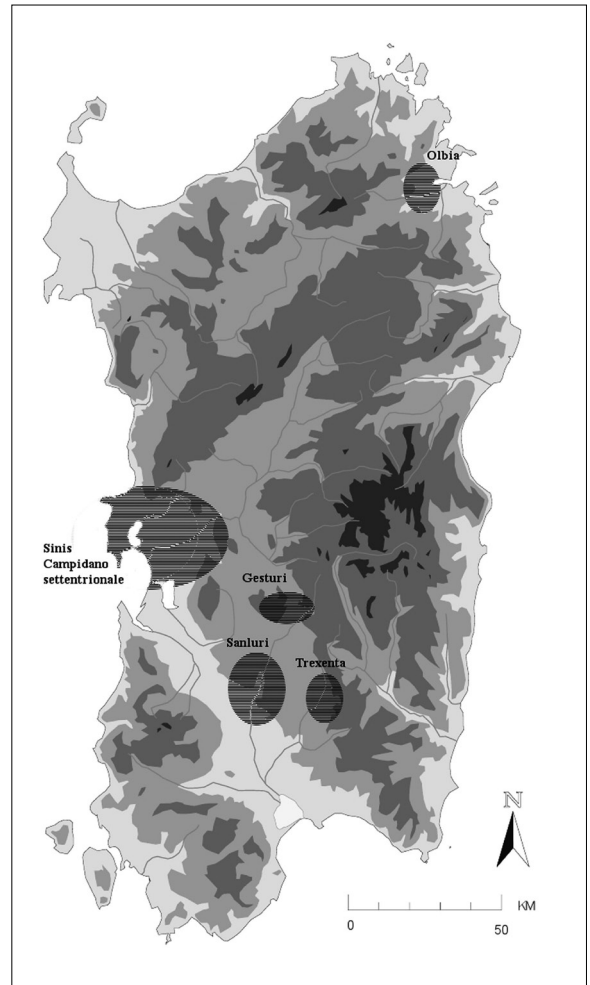 Olbia
Sinis
Campidano
settentrionale
Gesturi
Sanluri
Trexenta
N
KM
0
50